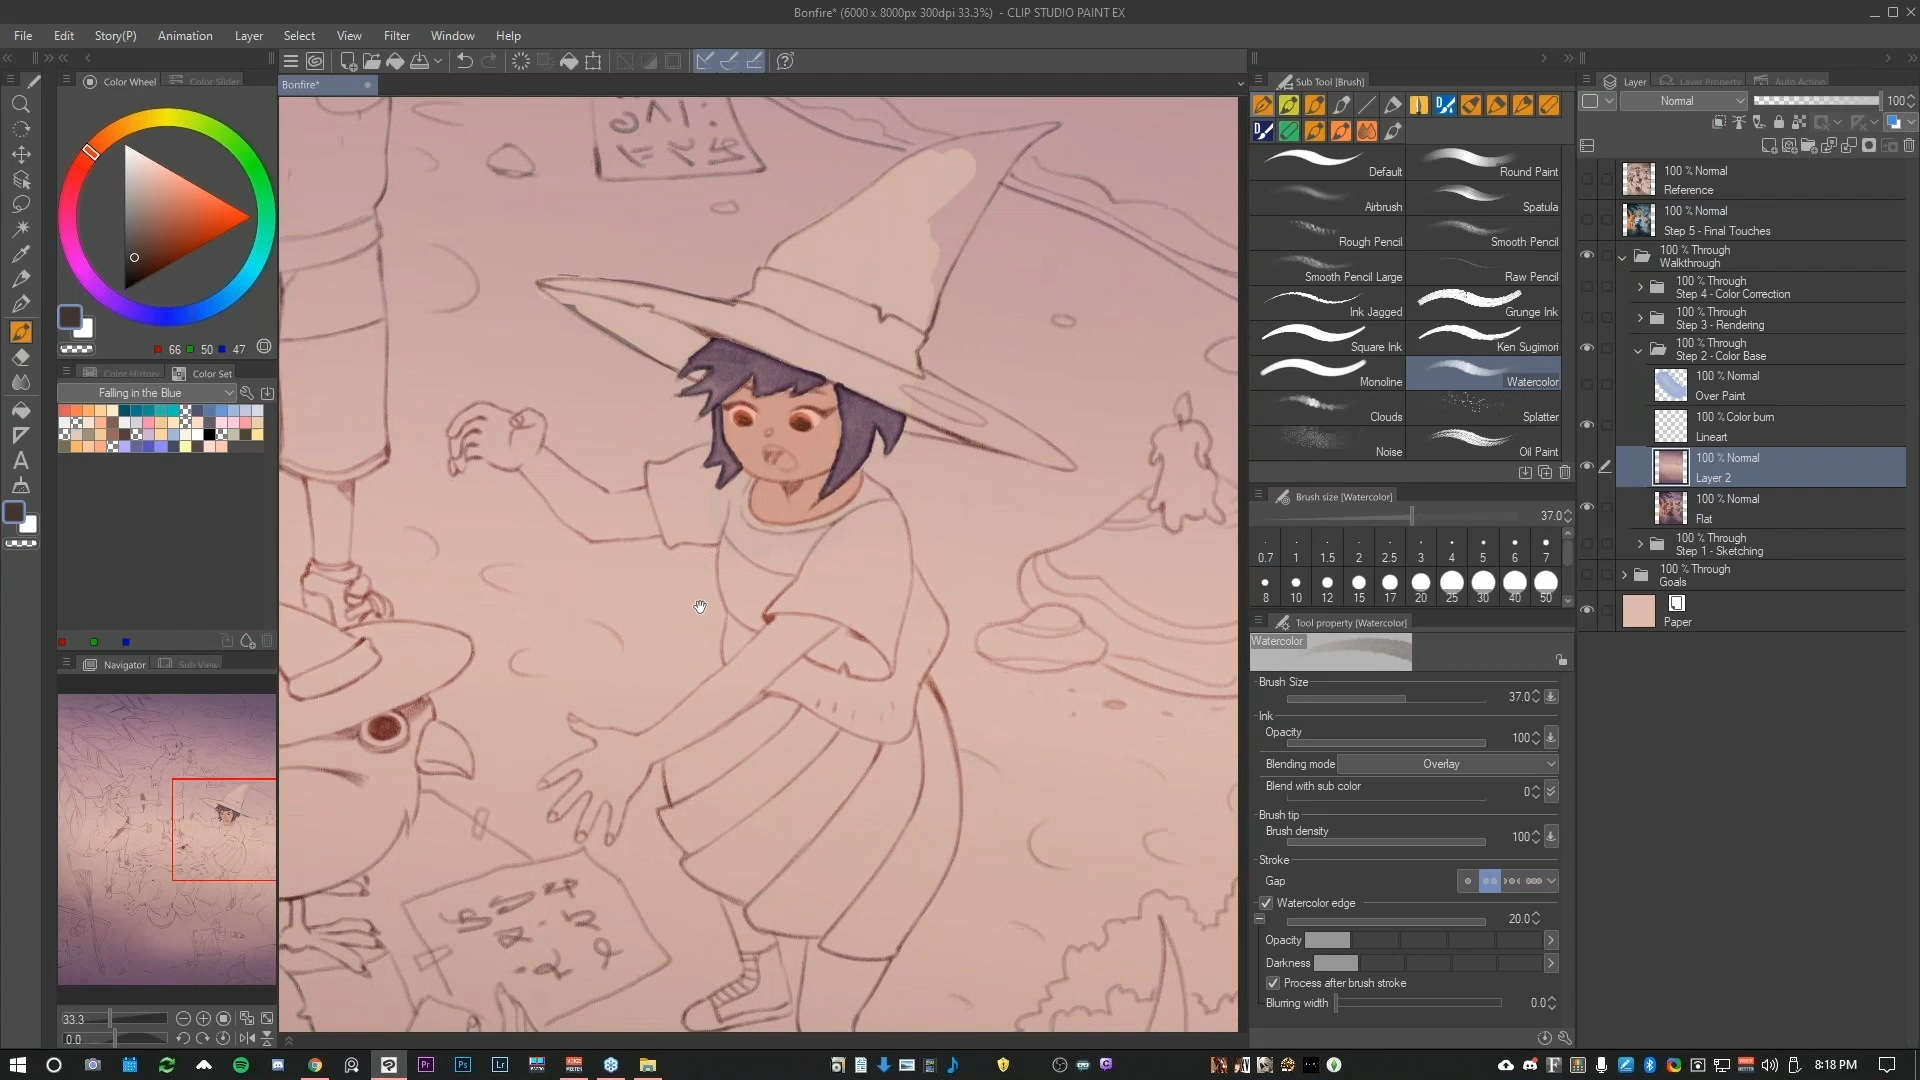 Bonfire* (6000 x 8000px 300dpi 33.3%) - CLIP STUDIO PAINT EX
File Edit Story(P) Animation Layer Select View Filter Window Help
Color Wheel Color Slider
Bonfire*
66 50 47
Color History Color Set
Falling in the Blue
Navigator Sub View
33.3
0.0
Sub Tool [Brush]
Default Round Paint
Airbrush Spatula
Rough Pencil Smooth Pencil
Smooth Pencil Large Raw Pencil
Ink Jagged Grunge Ink
Square Ink Ken Sugimori
Monoline Watercolor
Clouds Splatter
Noise Oil Paint
Brush size [Watercolor]
37.0
0.7 1 1.5 2 2.5 3 4 5 6 7
8 10 12 15 17 20 25 30 40 50
Tool property [Watercolor]
Watercolor
Brush Size 37.0
Ink
Opacity 100
Blending mode Overlay
Blend with sub color 0
Brush tip
Brush density 100
Stroke
Gap
Watercolor edge
20.0
Opacity
Darkness
Process after brush stroke
Blurring width 0.0
Layer Layer Property Auto Action
Normal 100
100 % Normal
Reference
100 % Normal
Step 5 - Final Touches
100 % Through
Walkthrough
100 % Through
Step 4 - Color Correction
100 % Through
Step 3 - Rendering
100 % Through
Step 2 - Color Base
100 % Normal
Over Paint
100 % Color burn
Lineart
100 % Normal
Layer 2
100 % Normal
Flat
100 % Through
Step 1 - Sketching
100 % Through
Goals
Paper
Pr Ps Lr
8:18 PM